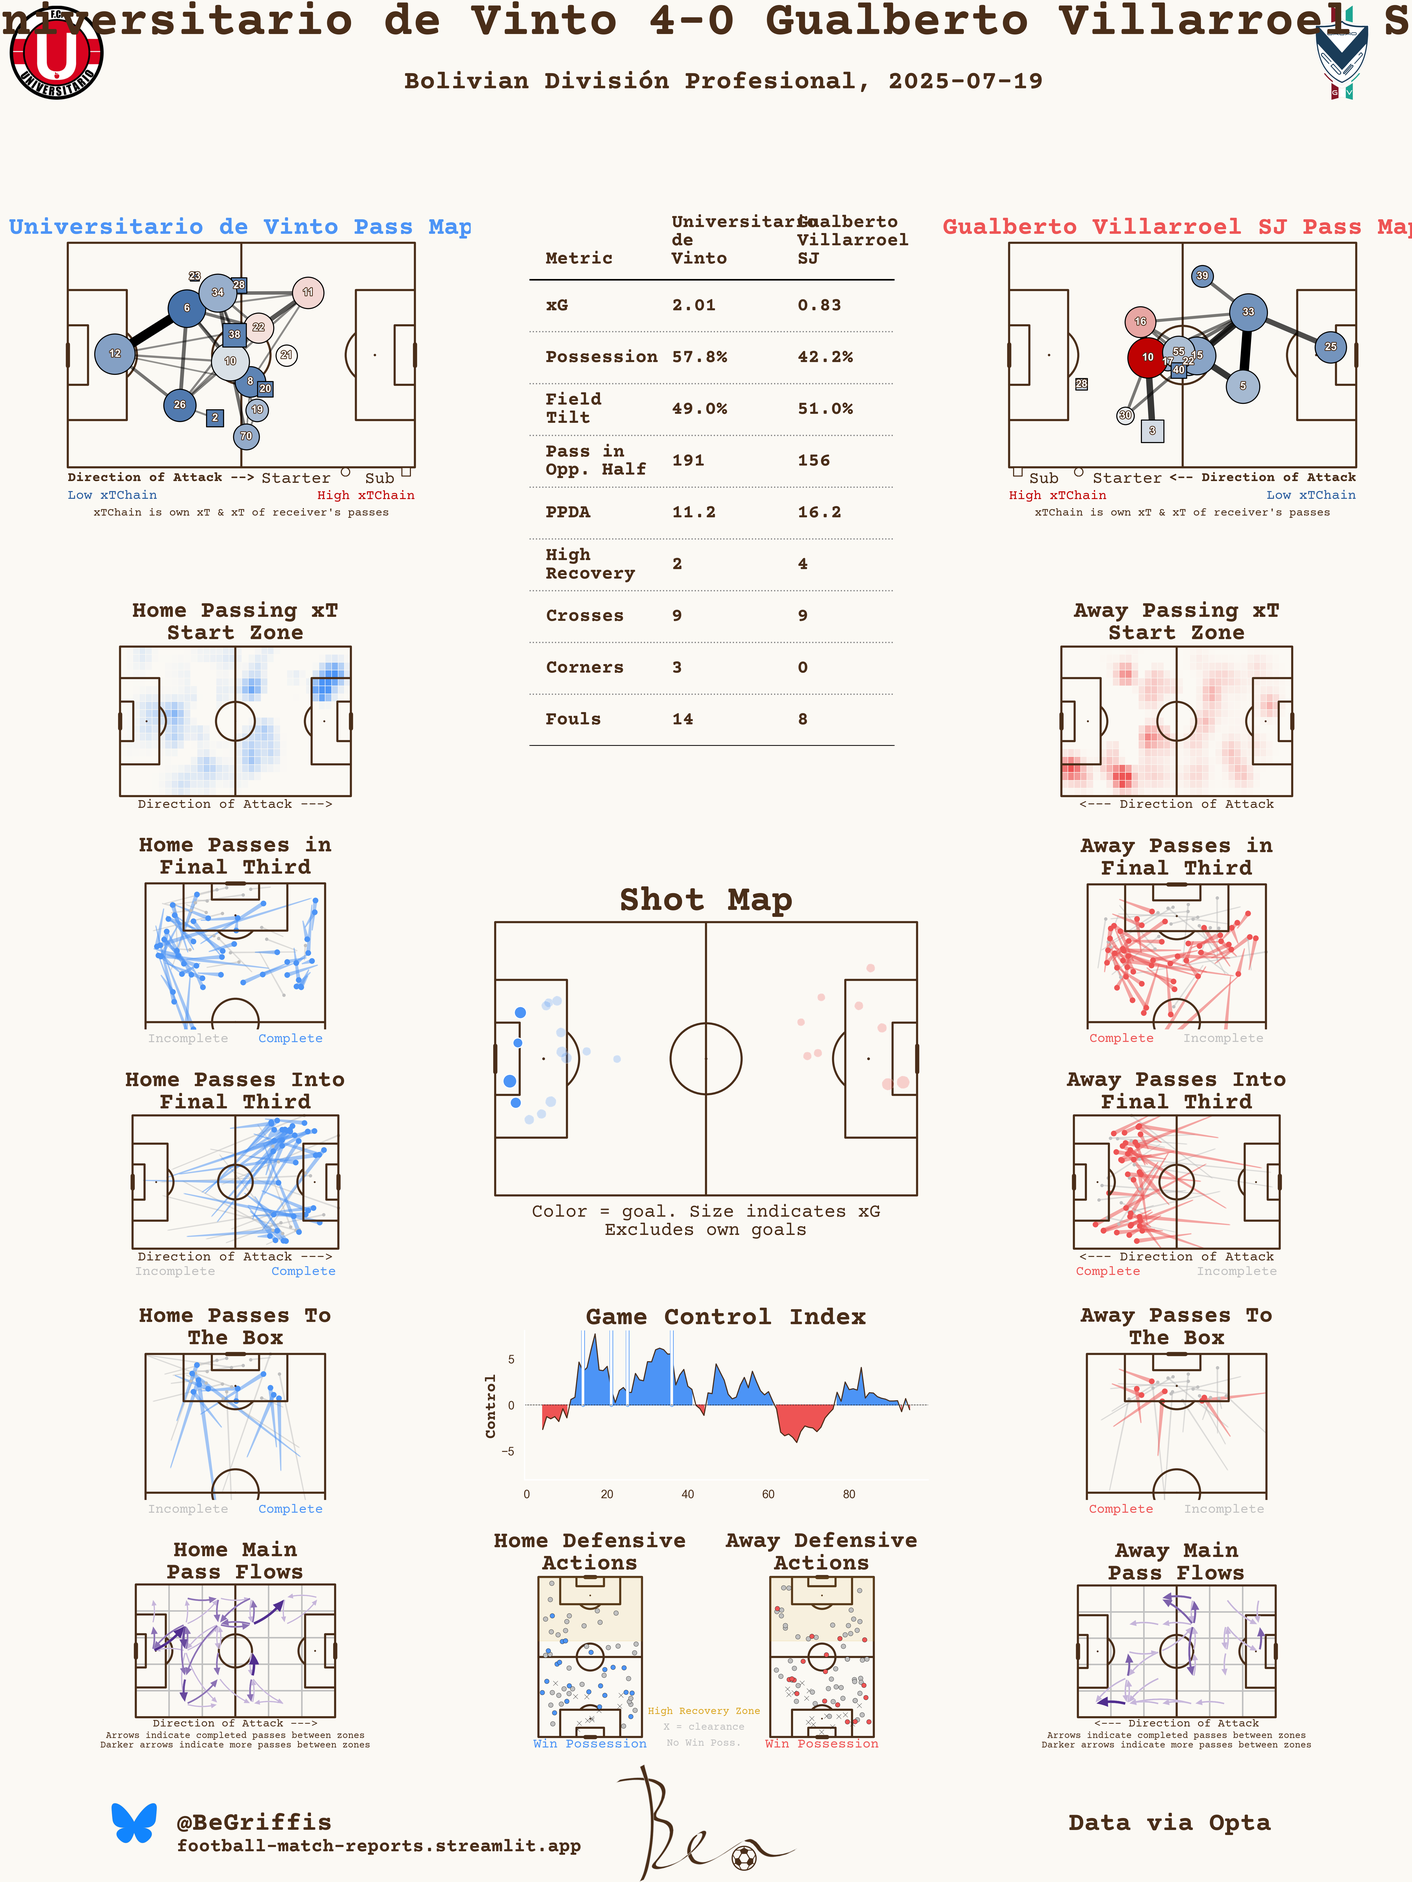 niversitario de Vinto 4-0 Gualberto Villarroel S
Bolivian División Profesional, 2025-07-19
F.C.
U
UNIVERSITARIO
G V
Universitario de Vinto Pass Map
23
34
28
11
6
22
38
12
10
21
8
20
26
19
2
70
Direction of Attack --> Starter Sub
Low xTChain High xTChain
xTChain is own xT & xT of receiver's passes
Metric Universitario de Vinto Gualberto Villarroel SJ
xG 2.01 0.83
Possession 57.8% 42.2%
Field Tilt 49.0% 51.0%
Pass in Opp. Half 191 156
PPDA 11.2 16.2
High Recovery 2 4
Crosses 9 9
Corners 3 0
Fouls 14 8
Gualberto Villarroel SJ Pass Map
39
33
16
25
55
10
17
22
15
40
28
5
30
3
Sub Starter <-- Direction of Attack
High xTChain Low xTChain
xTChain is own xT & xT of receiver's passes
Home Passing xT
Start Zone
Direction of Attack --->
Away Passing xT
Start Zone
<--- Direction of Attack
Home Passes in
Final Third
Incomplete Complete
Away Passes in
Final Third
Complete Incomplete
Shot Map
Color = goal. Size indicates xG
Excludes own goals
Home Passes Into
Final Third
Direction of Attack --->
Incomplete Complete
Away Passes Into
Final Third
<--- Direction of Attack
Complete Incomplete
Home Passes To
The Box
Incomplete Complete
Game Control Index
Control
5
0
−5
0 20 40 60 80
Away Passes To
The Box
Complete Incomplete
Home Main
Pass Flows
Direction of Attack --->
Arrows indicate completed passes between zones
Darker arrows indicate more passes between zones
Home Defensive
Actions
Win Possession
High Recovery Zone
X = clearance
No Win Poss.
Away Defensive
Actions
Win Possession
Away Main
Pass Flows
<--- Direction of Attack
Arrows indicate completed passes between zones
Darker arrows indicate more passes between zones
@BeGriffis
football-match-reports.streamlit.app
Ben
Data via Opta